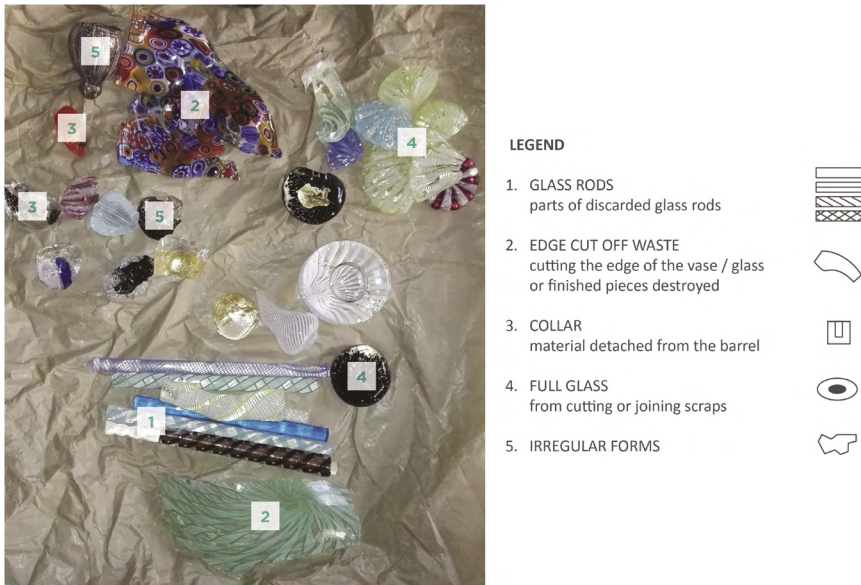 5
2
3
4
3
5
4
1
2
LEGEND
1. GLASS RODS
parts of discarded glass rods
2. EDGE CUT OFF WASTE
cutting the edge of the vase / glass
or finished pieces destroyed
3. COLLAR
material detached from the barrel
4. FULL GLASS
from cutting or joining scraps
5. IRREGULAR FORMS